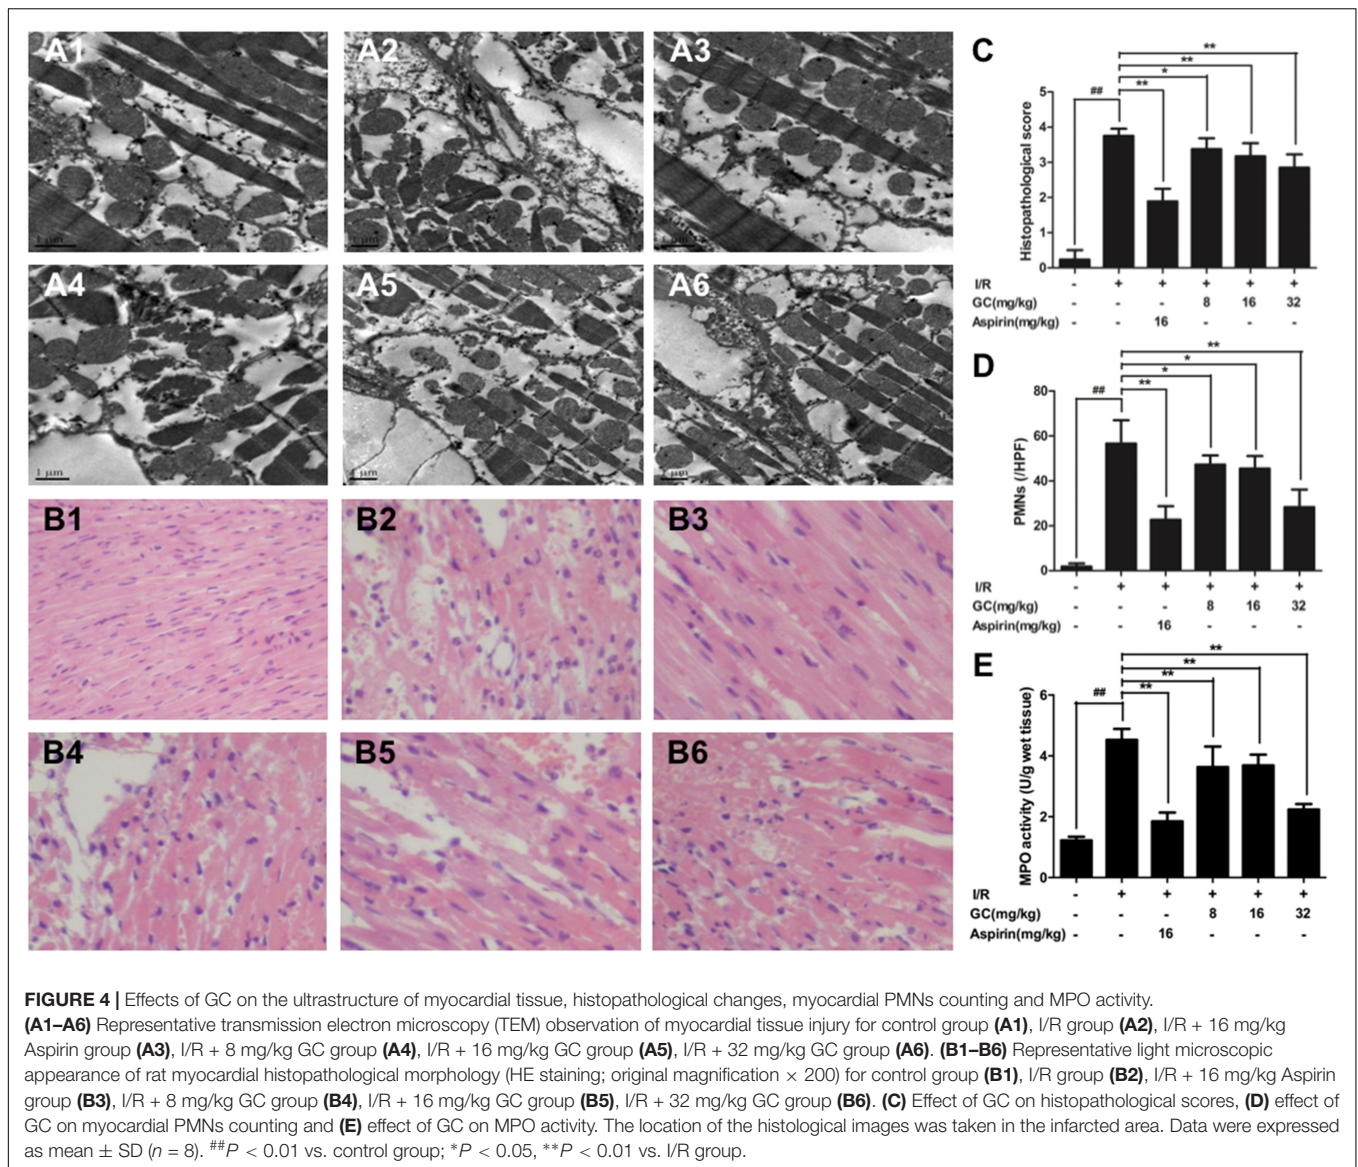 A1
A2
A3
1 μm
1 μm
A4
A5
A6
1 μm
1 μm
B1
B2
B3
B4
B5
B6
C
Histopathological score
5
4
3
2
1
0
##
**
*
**
**
I/R - + + + + +
GC(mg/kg) - - - 8 16 32
Aspirin(mg/kg) - - 16 - - -
D
PMNs (/HPF)
80
60
40
20
0
##
**
*
*
**
I/R - + + + + +
GC(mg/kg) - - - 8 16 32
Aspirin(mg/kg) - - 16 - - -
E
MPO activity (U/g wet tissue)
6
4
2
0
##
**
**
**
**
I/R - + + + + +
GC(mg/kg) - - - 8 16 32
Aspirin(mg/kg) - - 16 - - -
FIGURE 4 | Effects of GC on the ultrastructure of myocardial tissue, histopathological changes, myocardial PMNs counting and MPO activity.
(A1–A6) Representative transmission electron microscopy (TEM) observation of myocardial tissue injury for control group (A1), I/R group (A2), I/R + 16 mg/kg
Aspirin group (A3), I/R + 8 mg/kg GC group (A4), I/R + 16 mg/kg GC group (A5), I/R + 32 mg/kg GC group (A6). (B1–B6) Representative light microscopic
appearance of rat myocardial histopathological morphology (HE staining; original magnification × 200) for control group (B1), I/R group (B2), I/R + 16 mg/kg Aspirin
group (B3), I/R + 8 mg/kg GC group (B4), I/R + 16 mg/kg GC group (B5), I/R + 32 mg/kg GC group (B6). (C) Effect of GC on histopathological scores, (D) effect of
GC on myocardial PMNs counting and (E) effect of GC on MPO activity. The location of the histological images was taken in the infarcted area. Data were expressed
as mean ± SD (n = 8). ##P < 0.01 vs. control group; *P < 0.05, **P < 0.01 vs. I/R group.